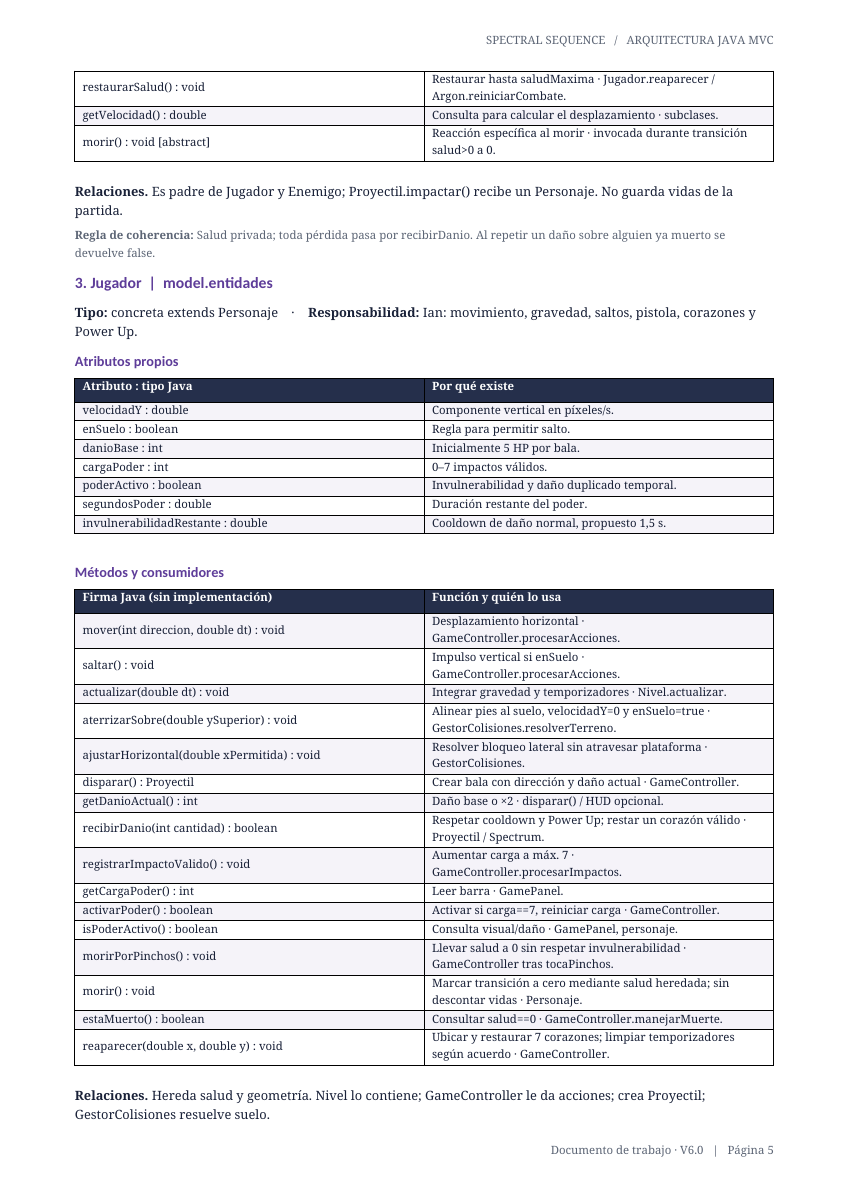 SPECTRAL SEQUENCE / ARQUITECTURA JAVA MVC
restaurarSalud() : void
Restaurar hasta saludMaxima · Jugador.reaparecer /
Argon.reiniciarCombate.
getVelocidad() : double
Consulta para calcular el desplazamiento · subclases.
morir() : void [abstract]
Reacción específica al morir · invocada durante transición
salud>0 a 0.
Relaciones. Es padre de Jugador y Enemigo; Proyectil.impactar() recibe un Personaje. No guarda vidas de la
partida.
Regla de coherencia: Salud privada; toda pérdida pasa por recibirDanio. Al repetir un daño sobre alguien ya muerto se
devuelve false.
3. Jugador | model.entidades
Tipo: concreta extends Personaje · Responsabilidad: Ian: movimiento, gravedad, saltos, pistola, corazones y
Power Up.
Atributos propios
Atributo : tipo Java
Por qué existe
velocidadY : double
Componente vertical en píxeles/s.
enSuelo : boolean
Regla para permitir salto.
danioBase : int
Inicialmente 5 HP por bala.
cargaPoder : int
0–7 impactos válidos.
poderActivo : boolean
Invulnerabilidad y daño duplicado temporal.
segundosPoder : double
Duración restante del poder.
invulnerabilidadRestante : double
Cooldown de daño normal, propuesto 1,5 s.
Métodos y consumidores
Firma Java (sin implementación)
Función y quién lo usa
mover(int direccion, double dt) : void
Desplazamiento horizontal ·
GameController.procesarAcciones.
saltar() : void
Impulso vertical si enSuelo ·
GameController.procesarAcciones.
actualizar(double dt) : void
Integrar gravedad y temporizadores · Nivel.actualizar.
aterrizarSobre(double ySuperior) : void
Alinear pies al suelo, velocidadY=0 y enSuelo=true ·
GestorColisiones.resolverTerreno.
ajustarHorizontal(double xPermitida) : void
Resolver bloqueo lateral sin atravesar plataforma ·
GestorColisiones.
disparar() : Proyectil
Crear bala con dirección y daño actual · GameController.
getDanioActual() : int
Daño base o ×2 · disparar() / HUD opcional.
recibirDanio(int cantidad) : boolean
Respetar cooldown y Power Up; restar un corazón válido ·
Proyectil / Spectrum.
registrarImpactoValido() : void
Aumentar carga a máx. 7 ·
GameController.procesarImpactos.
getCargaPoder() : int
Leer barra · GamePanel.
activarPoder() : boolean
Activar si carga==7, reiniciar carga · GameController.
isPoderActivo() : boolean
Consulta visual/daño · GamePanel, personaje.
morirPorPinchos() : void
Llevar salud a 0 sin respetar invulnerabilidad ·
GameController tras tocaPinchos.
morir() : void
Marcar transición a cero mediante salud heredada; sin
descontar vidas · Personaje.
estaMuerto() : boolean
Consultar salud==0 · GameController.manejarMuerte.
reaparecer(double x, double y) : void
Ubicar y restaurar 7 corazones; limpiar temporizadores
según acuerdo · GameController.
Relaciones. Hereda salud y geometría. Nivel lo contiene; GameController le da acciones; crea Proyectil;
GestorColisiones resuelve suelo.
Documento de trabajo · V6.0 | Página 5